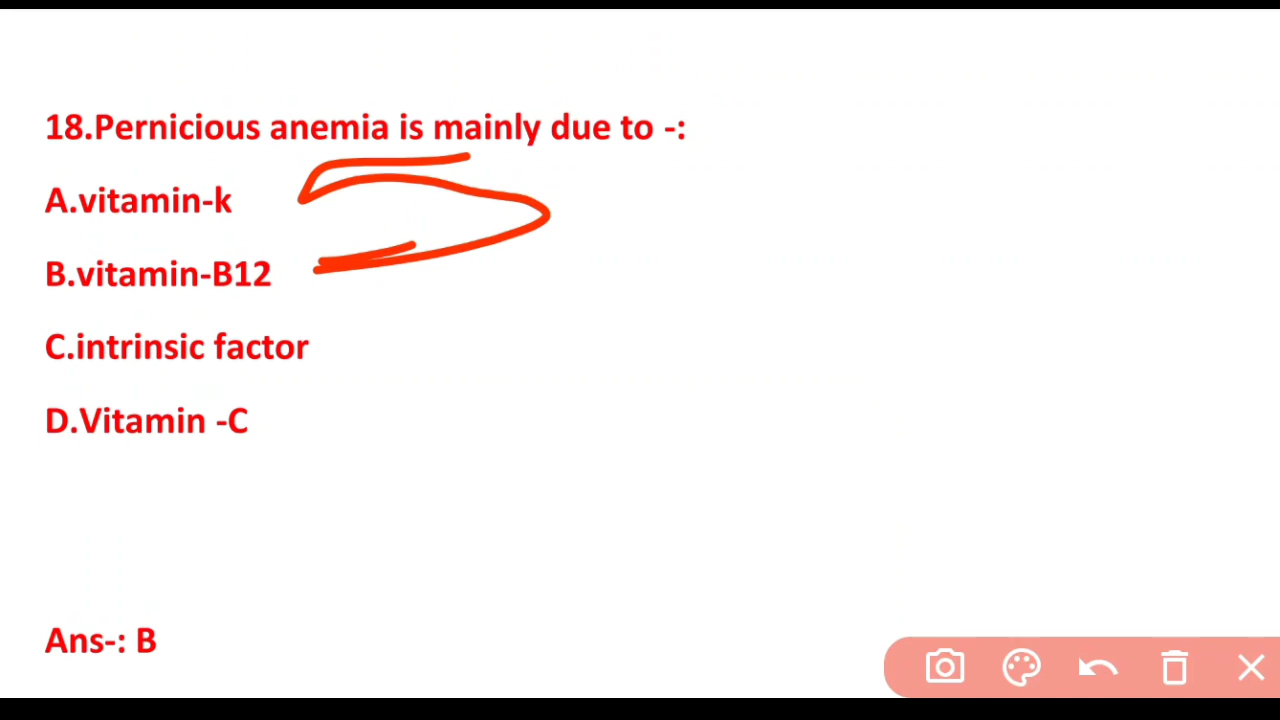 18.Pernicious anemia is mainly due to -:
A.vitamin-k
B.vitamin-B12
C.intrinsic factor
D.Vitamin -C
Ans-: B